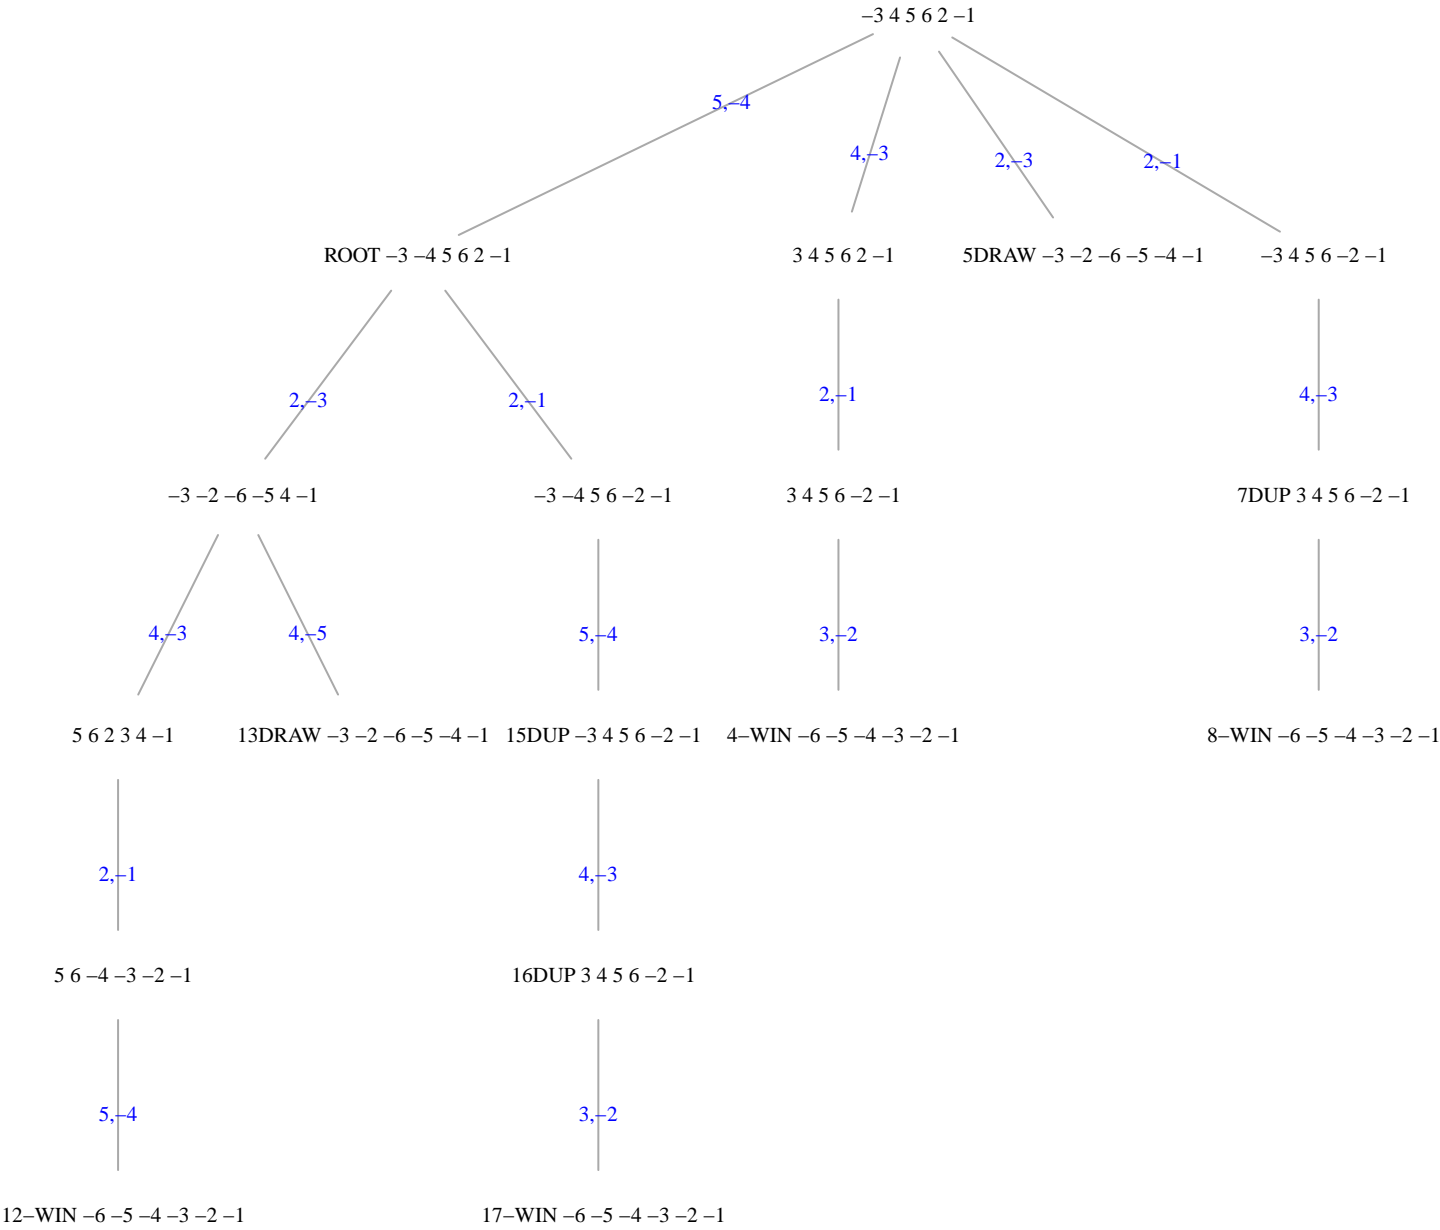 –3 4 5 6 2 –1
5,–4
4,–3
2,–3
2,–1
ROOT –3 –4 5 6 2 –1
3 4 5 6 2 –1
5DRAW –3 –2 –6 –5 –4 –1
–3 4 5 6 –2 –1
2,–3
2,–1
2,–1
4,–3
–3 –2 –6 –5 4 –1
–3 –4 5 6 –2 –1
3 4 5 6 –2 –1
7DUP 3 4 5 6 –2 –1
4,–3
4,–5
5,–4
3,–2
3,–2
5 6 2 3 4 –1
13DRAW –3 –2 –6 –5 –4 –1
15DUP –3 4 5 6 –2 –1
4–WIN –6 –5 –4 –3 –2 –1
8–WIN –6 –5 –4 –3 –2 –1
2,–1
4,–3
5 6 –4 –3 –2 –1
16DUP 3 4 5 6 –2 –1
5,–4
3,–2
12–WIN –6 –5 –4 –3 –2 –1
17–WIN –6 –5 –4 –3 –2 –1